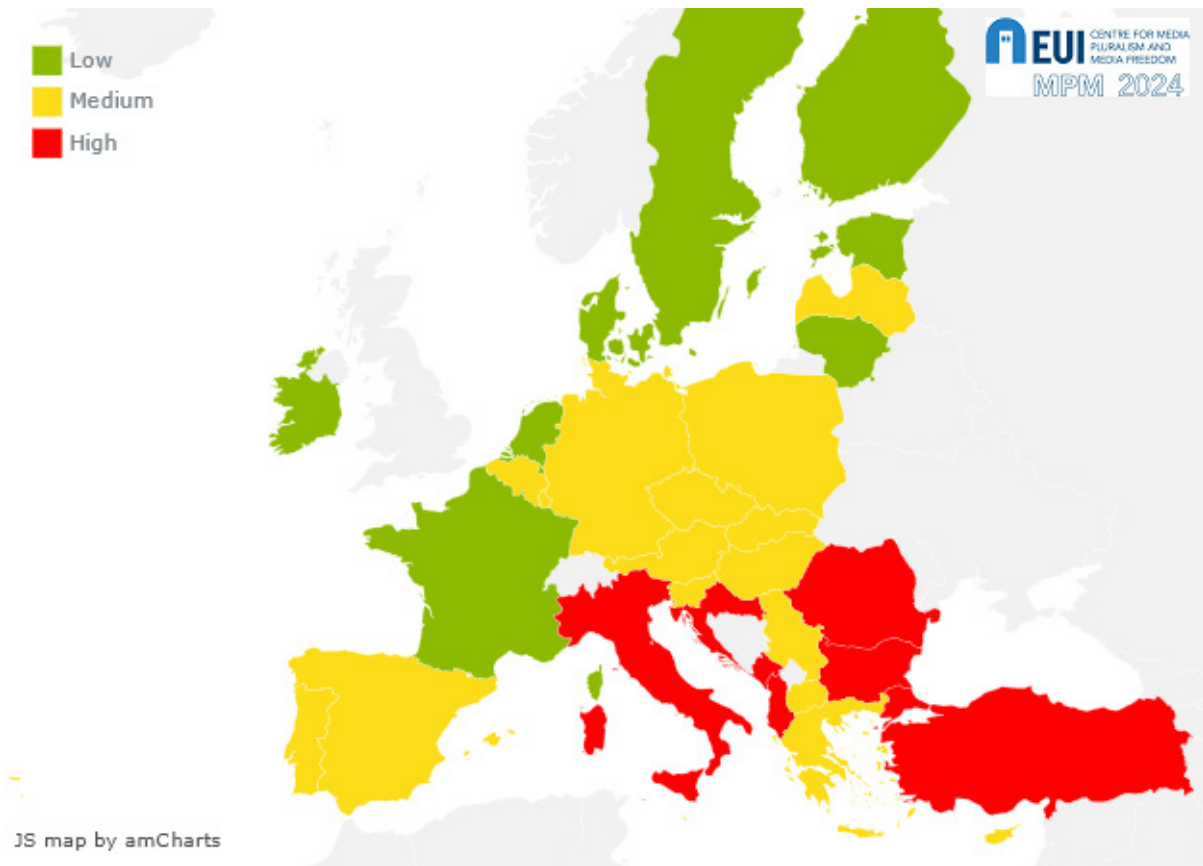 Low
Medium
High
EUI
CENTRE FOR MEDIA
PLURALISM AND
MEDIA FREEDOM
MPM 2024
JS map by amCharts